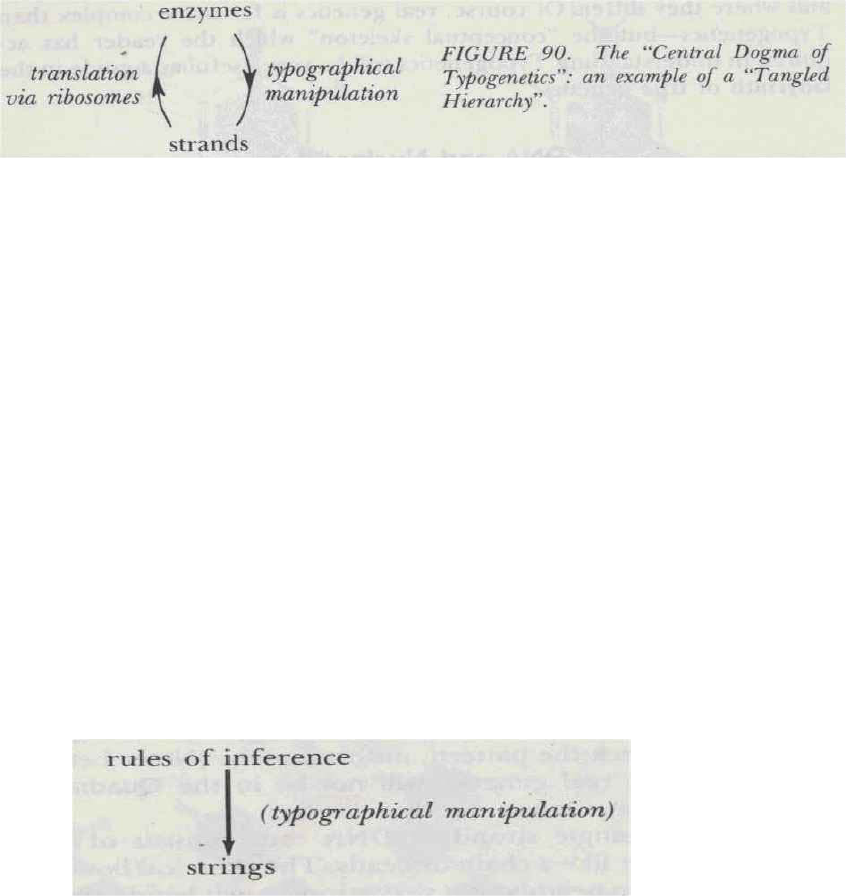 enzymes
translation
via ribosomes
typographical
manipulation
strands
FIGURE 90. The “Central Dogma of
Typogenetics”: an example of a “Tangled
Hierarchy”.
rules of inference
(typographical manipulation)
strings